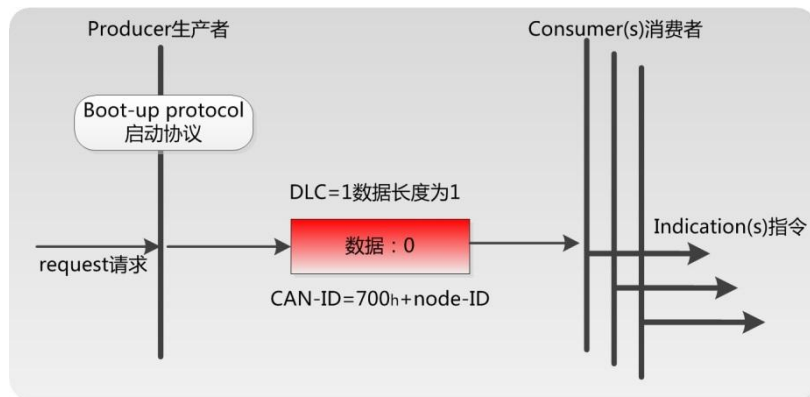 Producer生产者
Consumer(s)消费者
Boot-up protocol
启动协议
DLC=1数据长度为1
Indication(s)指令
数据：0
request请求
CAN-ID=700h+node-ID